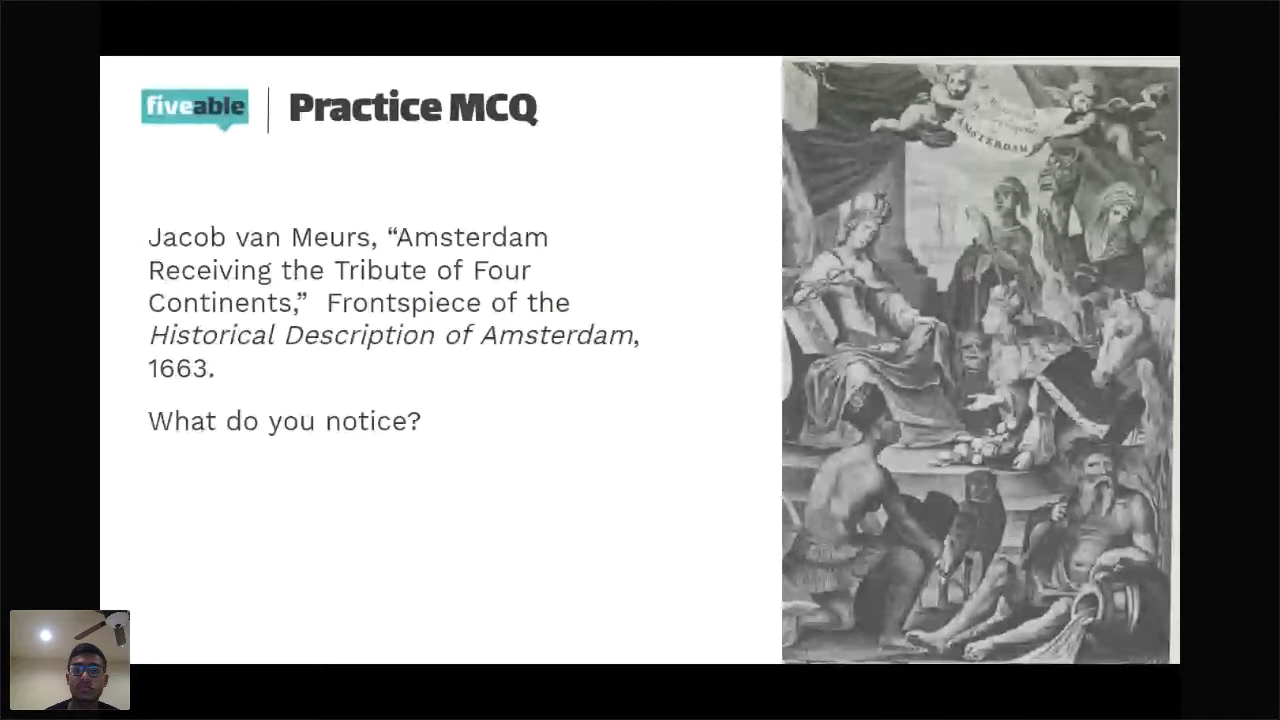 fiveable
Practice MCQ
Jacob van Meurs, “Amsterdam
Receiving the Tribute of Four
Continents,”  Frontspiece of the
Historical Description of Amsterdam,
1663.
What do you notice?
AMSTERDAM